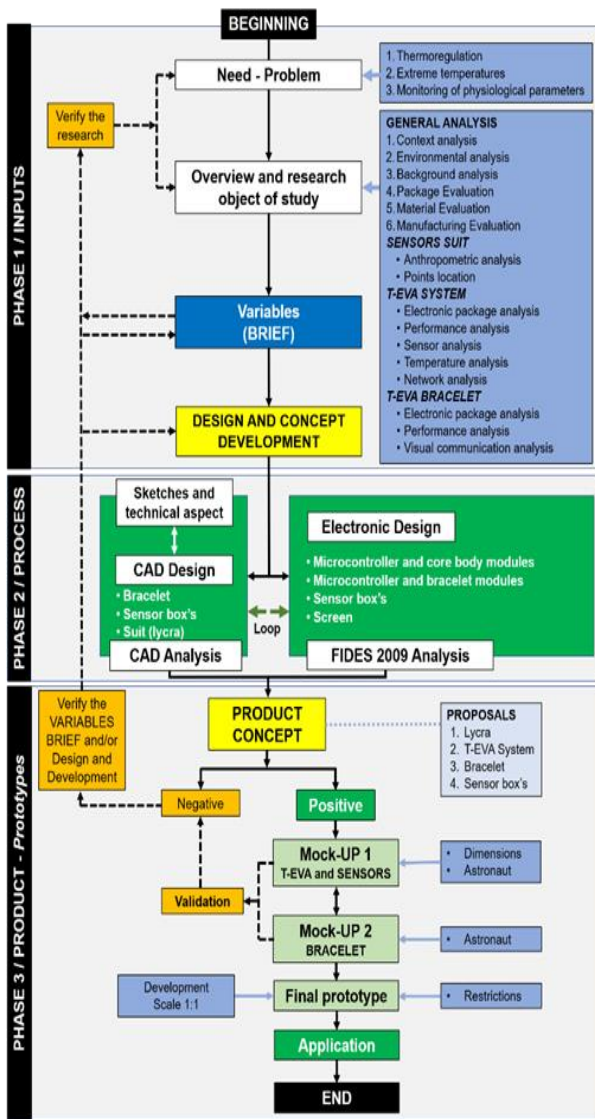 BEGINNING
PHASE 1 / INPUTS
Need - Problem
1. Thermoregulation
2. Extreme temperatures
3. Monitoring of physiological parameters
Verify the
research
Overview and research
object of study
GENERAL ANALYSIS
1. Context analysis
2. Environmental analysis
3. Background analysis
4. Package Evaluation
5. Material Evaluation
6. Manufacturing Evaluation
SENSORS SUIT
• Anthropometric analysis
• Points location
T-EVA SYSTEM
• Electronic package analysis
• Performance analysis
• Sensor analysis
• Temperature analysis
• Network analysis
T-EVA BRACELET
• Electronic package analysis
• Performance analysis
• Visual communication analysis
Variables
(BRIEF)
DESIGN AND CONCEPT
DEVELOPMENT
PHASE 2 / PROCESS
Sketches and
technical aspect
CAD Design
• Bracelet
• Sensor box's
• Suit (lycra)
CAD Analysis
Loop
Electronic Design
• Microcontroller and core body modules
• Microcontroller and bracelet modules
• Sensor box's
• Screen
FIDES 2009 Analysis
PHASE 3 / PRODUCT - Prototypes
Verify the
VARIABLES
BRIEF and/or
Design and
Development
PRODUCT
CONCEPT
PROPOSALS
1. Lycra
2. T-EVA System
3. Bracelet
4. Sensor box's
Negative
Positive
Mock-UP 1
T-EVA and SENSORS
• Dimensions
• Astronaut
Validation
Mock-UP 2
BRACELET
• Astronaut
Development
Scale 1:1
Final prototype
• Restrictions
Application
END